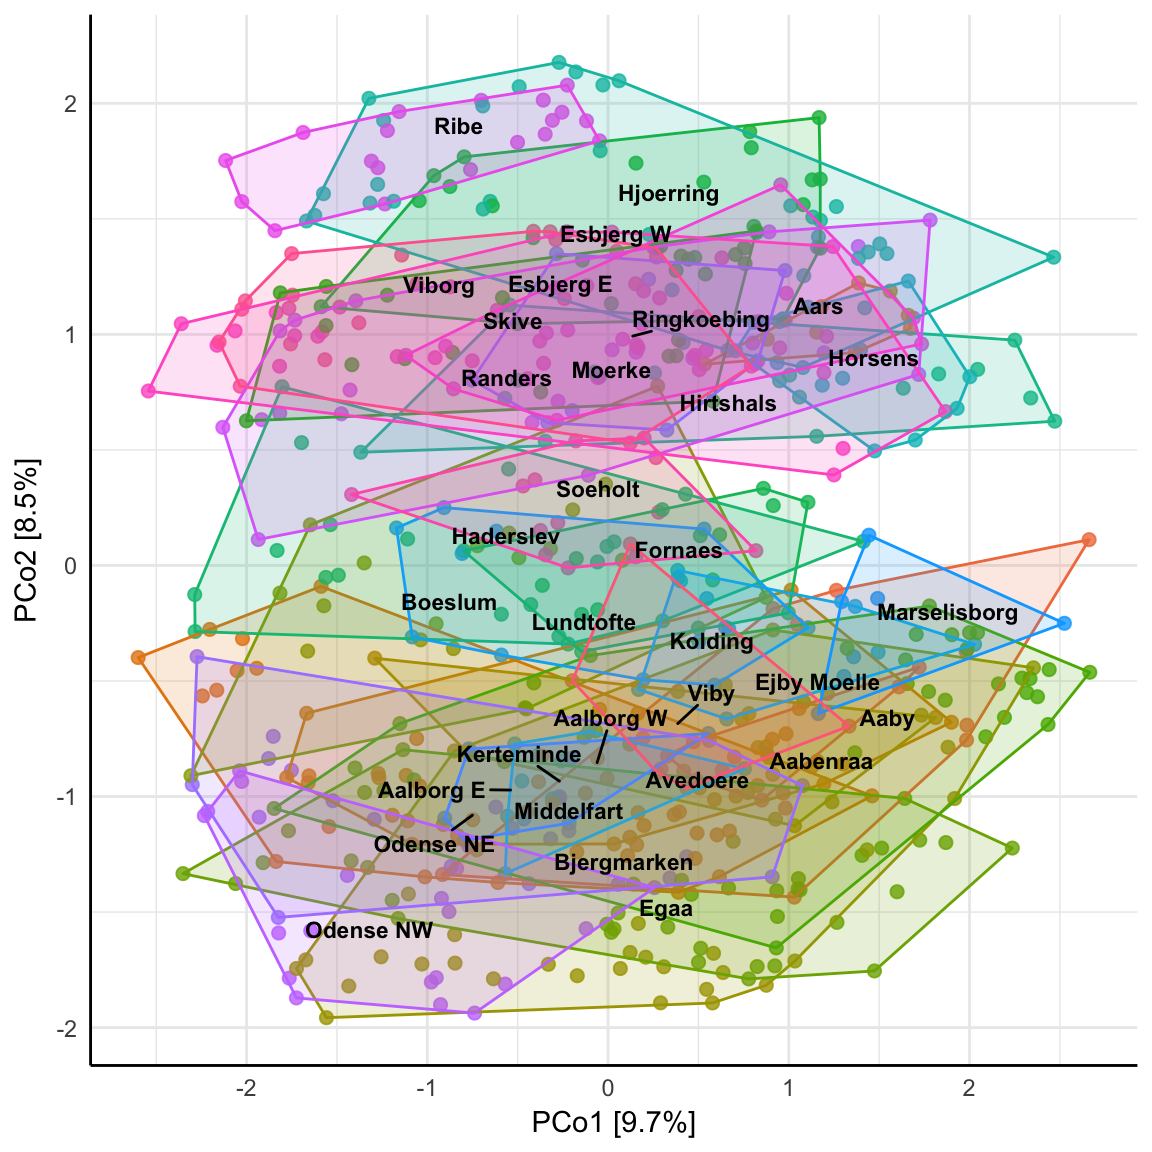 2
1
0
-1
-2
PCo2 [8.5%]
Ribe
Hjoerring
Esbjerg W
Viborg
Esbjerg E
Aars
Skive
Ringkoebing
Horsens
Moerke
Randers
Hirtshals
Soeholt
Haderslev
Fornaes
Boeslum
Marselisborg
Lundtofte
Kolding
Ejby Moelle
Viby
Aalborg W
Aaby
Kerteminde
Aabenraa
Avedoere
Aalborg E
Middelfart
Odense NE
Bjergmarken
Egaa
Odense NW
-2
-1
0
1
2
PCo1 [9.7%]